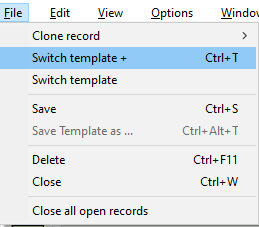 File Edit View Options Window
Clone record
Switch template + Ctrl+T
Switch template
Save Ctrl+S
Save Template as ... Ctrl+Alt+T
Delete Ctrl+F11
Close Ctrl+W
Close all open records